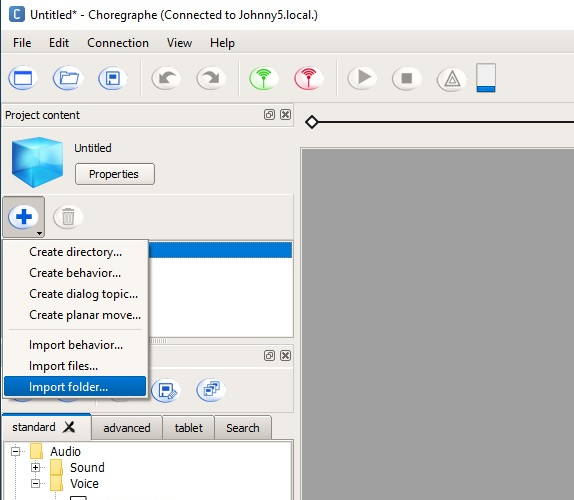 Untitled* - Choregraphe (Connected to Johnny5.local.)
File Edit Connection View Help
Project content
Untitled
Properties
Create directory...
Create behavior...
Create dialog topic...
Create planar move...
Import behavior...
Import files...
Import folder...
standard advanced tablet Search
Audio
Sound
Voice